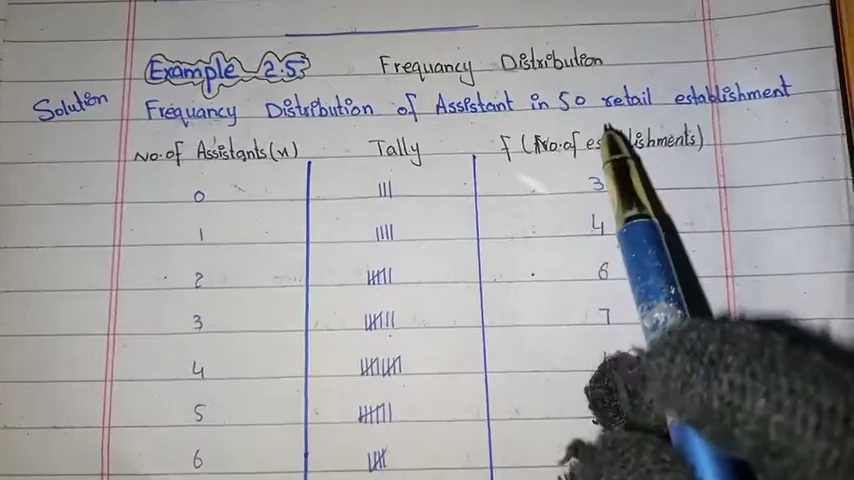 Example 2.5 Frequancy Distribution
Solution Frequancy Distribution of Assistant in 50 retail establishment
No.of Assistants(x) Tally f (No.of establishments)
0 ||| 3
1 |||| 4
2 6
3 7
4
5
6